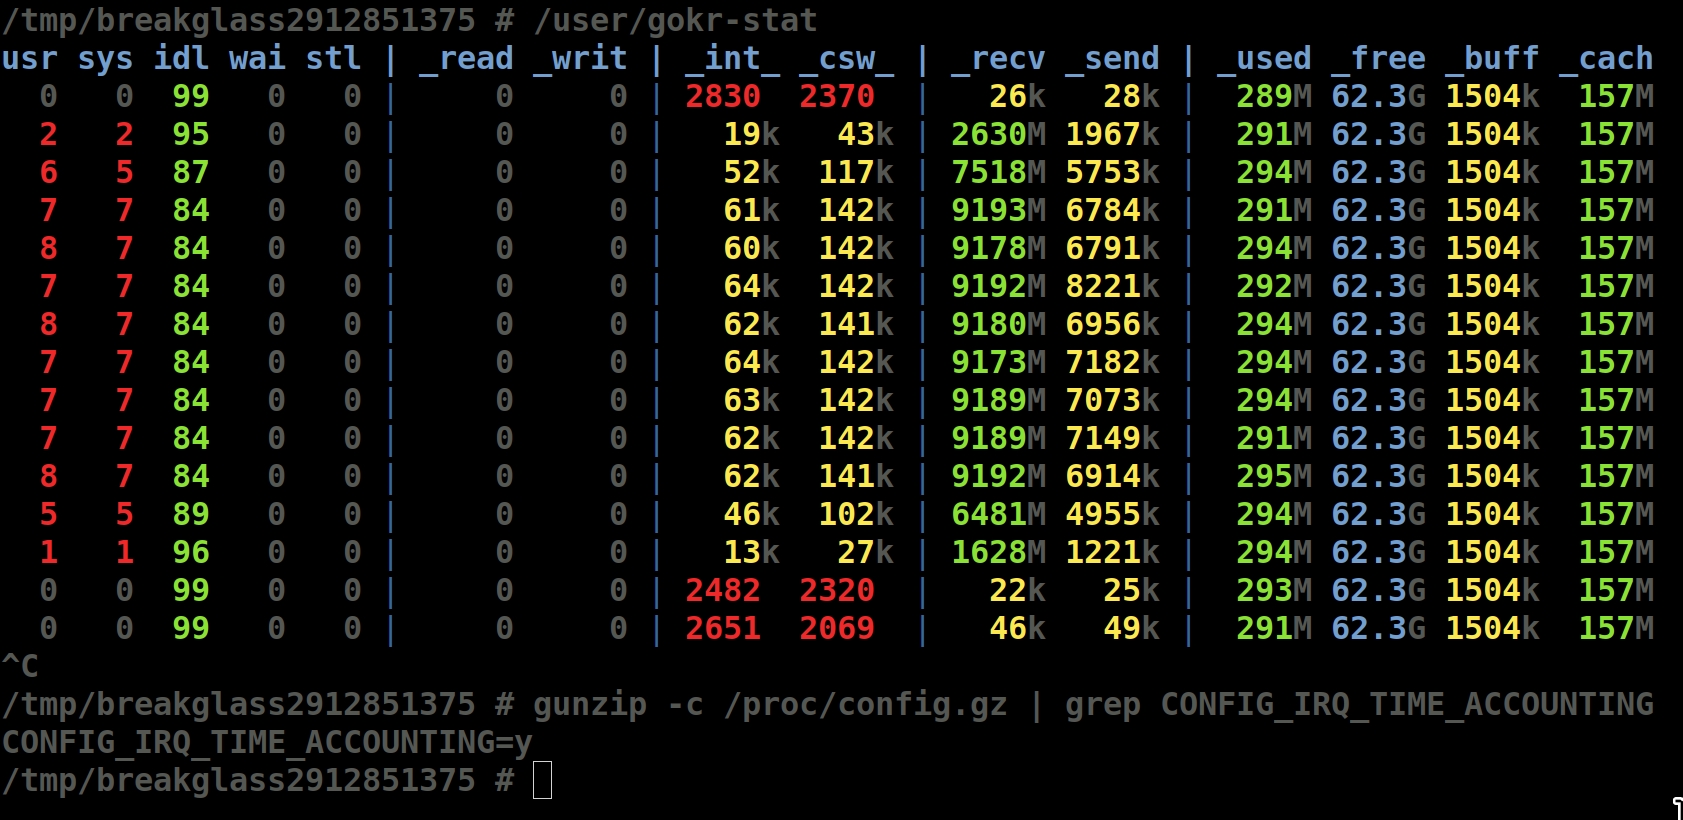 /tmp/breakglass2912851375 # /user/gokr-stat
usr sys idl wai stl | _read _writ | _int_ _csw_ | _recv _send | _used _free _buff _cach
0 0 99 0 0 | 0 0 | 2830 2370 | 26k 28k | 289M 62.3G 1504k 157M
2 2 95 0 0 | 0 0 | 19k 43k | 2630M 1967k | 291M 62.3G 1504k 157M
6 5 87 0 0 | 0 0 | 52k 117k | 7518M 5753k | 294M 62.3G 1504k 157M
7 7 84 0 0 | 0 0 | 61k 142k | 9193M 6784k | 291M 62.3G 1504k 157M
8 7 84 0 0 | 0 0 | 60k 142k | 9178M 6791k | 294M 62.3G 1504k 157M
7 7 84 0 0 | 0 0 | 64k 142k | 9192M 8221k | 292M 62.3G 1504k 157M
8 7 84 0 0 | 0 0 | 62k 141k | 9180M 6956k | 294M 62.3G 1504k 157M
7 7 84 0 0 | 0 0 | 64k 142k | 9173M 7182k | 294M 62.3G 1504k 157M
7 7 84 0 0 | 0 0 | 63k 142k | 9189M 7073k | 294M 62.3G 1504k 157M
7 7 84 0 0 | 0 0 | 62k 142k | 9189M 7149k | 291M 62.3G 1504k 157M
8 7 84 0 0 | 0 0 | 62k 141k | 9192M 6914k | 295M 62.3G 1504k 157M
5 5 89 0 0 | 0 0 | 46k 102k | 6481M 4955k | 294M 62.3G 1504k 157M
1 1 96 0 0 | 0 0 | 13k 27k | 1628M 1221k | 294M 62.3G 1504k 157M
0 0 99 0 0 | 0 0 | 2482 2320 | 22k 25k | 293M 62.3G 1504k 157M
0 0 99 0 0 | 0 0 | 2651 2069 | 46k 49k | 291M 62.3G 1504k 157M
^C
/tmp/breakglass2912851375 # gunzip -c /proc/config.gz | grep CONFIG_IRQ_TIME_ACCOUNTING
CONFIG_IRQ_TIME_ACCOUNTING=y
/tmp/breakglass2912851375 #